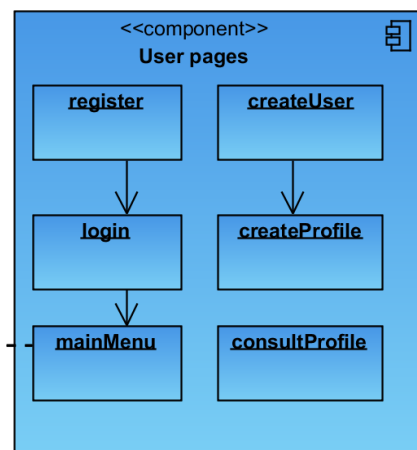 <<component>>
User pages
register
createUser
login
createProfile
mainMenu
consultProfile